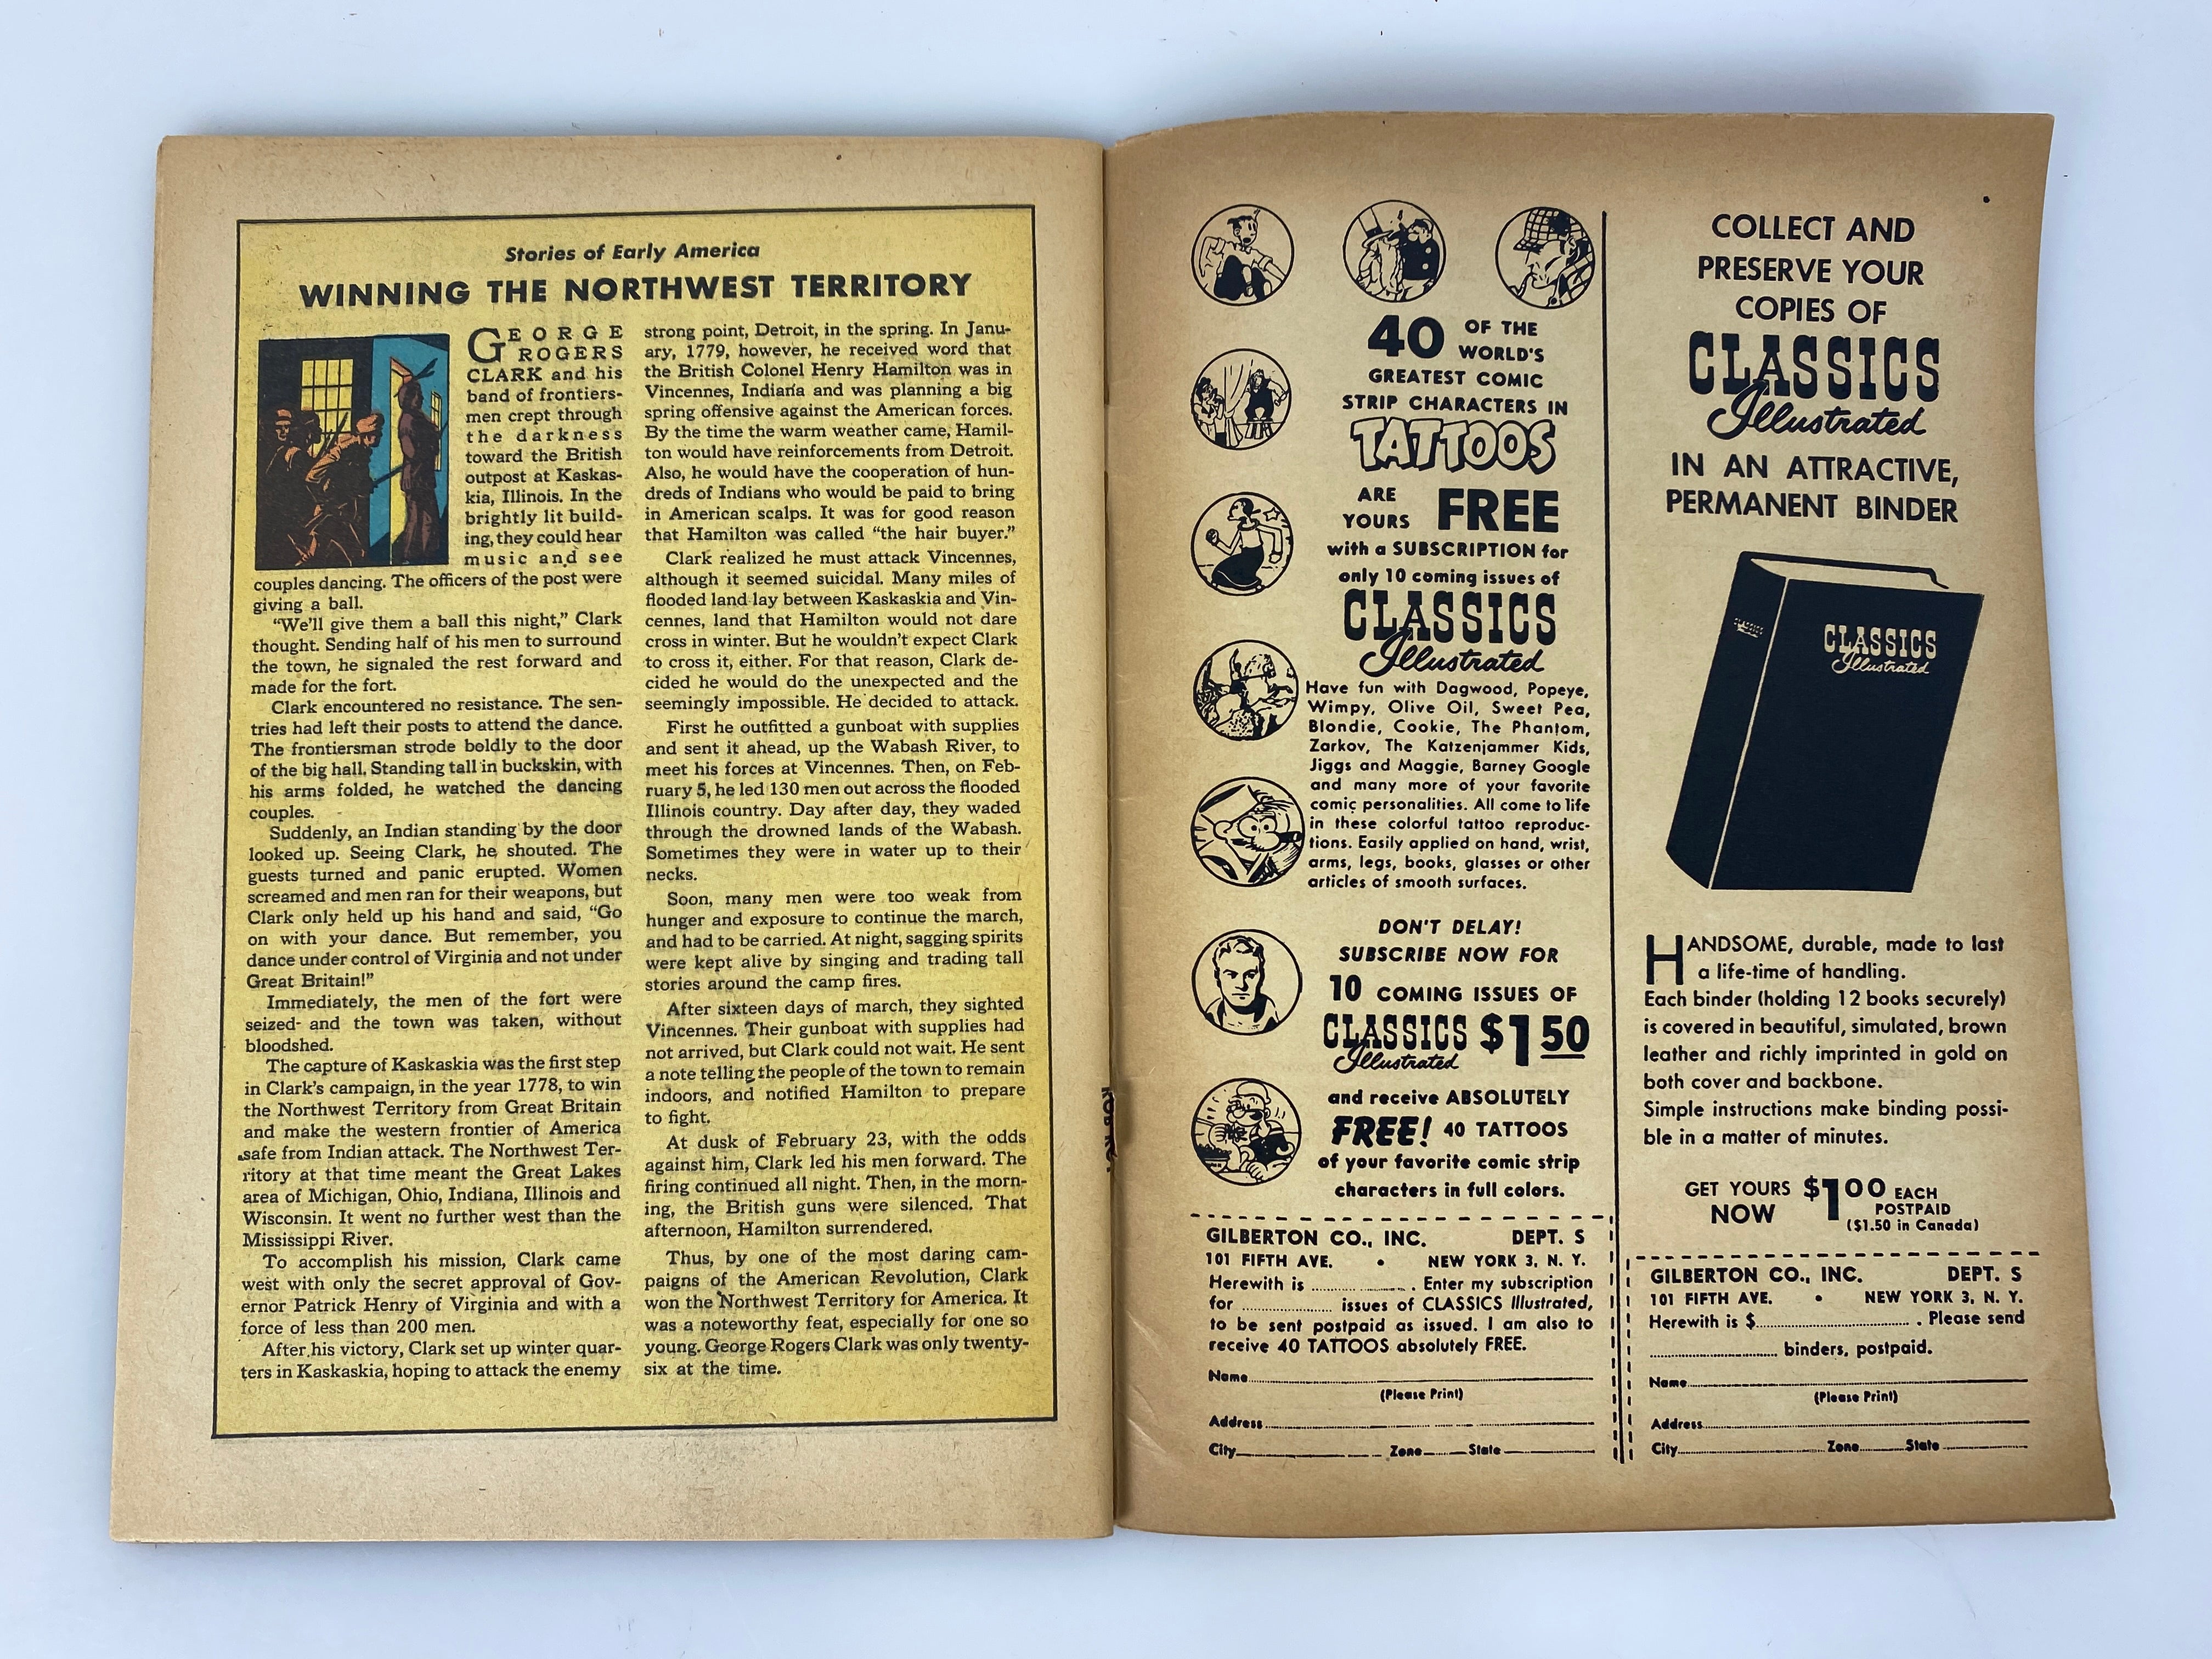 Stories of Early America
WINNING THE NORTHWEST TERRITORY
GEORGE
ROGERS
CLARK and his
band of frontiers-
men crept through
the darkness
toward the British
outpost at Kaskas-
kia, Illinois. In the
brightly lit build-
ing, they could hear
music and see
couples dancing. The officers of the post were
giving a ball.
"We'll give them a ball this night," Clark
thought. Sending half of his men to surround
the town, he signaled the rest forward and
made for the fort.
Clark encountered no resistance. The sen-
tries had left their posts to attend the dance.
The frontiersman strode boldly to the door
of the big hall. Standing tall in buckskin, with
his arms folded, he watched the dancing
couples.
Suddenly, an Indian standing by the door
looked up. Seeing Clark, he shouted. The
guests turned and panic erupted. Women
screamed and men ran for their weapons, but
Clark only held up his hand and said, "Go
on with your dance. But remember, you
dance under control of Virginia and not under
Great Britain!"
Immediately, the men of the fort were
seized and the town was taken, without
bloodshed.
The capture of Kaskaskia was the first step
in Clark's campaign, in the year 1778, to win
the Northwest Territory from Great Britain
and make the western frontier of America
safe from Indian attack. The Northwest Ter-
ritory at that time meant the Great Lakes
area of Michigan, Ohio, Indiana, Illinois and
Wisconsin. It went no further west than the
Mississippi River.
To accomplish his mission, Clark came
west with only the secret approval of Gov-
ernor Patrick Henry of Virginia and with a
force of less than 200 men.
After his victory, Clark set up winter quar-
ters in Kaskaskia, hoping to attack the enemy
strong point, Detroit, in the spring. In Janu-
ary, 1779, however, he received word that
the British Colonel Henry Hamilton was in
Vincennes, Indiana and was planning a big
spring offensive against the American forces.
By the time the warm weather came, Hamil-
ton would have reinforcements from Detroit.
Also, he would have the cooperation of hun-
dreds of Indians who would be paid to bring
in American scalps. It was for good reason
that Hamilton was called "the hair buyer."
Clark realized he must attack Vincennes,
although it seemed suicidal. Many miles of
flooded land lay between Kaskaskia and Vin-
cennes, land that Hamilton would not dare
cross in winter. But he wouldn't expect Clark
to cross it, either. For that reason, Clark de-
cided he would do the unexpected and the
seemingly impossible. He decided to attack.
First he outfitted a gunboat with supplies
and sent it ahead, up the Wabash River, to
meet his forces at Vincennes. Then, on Feb-
ruary 5, he led 130 men out across the flooded
Illinois country. Day after day, they waded
through the drowned lands of the Wabash.
Sometimes they were in water up to their
necks.
Soon, many men were too weak from
hunger and exposure to continue the march,
and had to be carried. At night, sagging spirits
were kept alive by singing and trading tall
stories around the camp fires.
After sixteen days of march, they sighted
Vincennes. Their gunboat with supplies had
not arrived, but Clark could not wait. He sent
a note telling the people of the town to remain
indoors, and notified Hamilton to prepare
to fight.
At dusk of February 23, with the odds
against him, Clark led his men forward. The
firing continued all night. Then, in the morn-
ing, the British guns were silenced. That
afternoon, Hamilton surrendered.
Thus, by one of the most daring cam-
paigns of the American Revolution, Clark
won the Northwest Territory for America. It
was a noteworthy feat, especially for one so
young. George Rogers Clark was only twenty-
six at the time.
40 OF THE
WORLD'S
GREATEST COMIC
STRIP CHARACTERS IN
TATTOOS
ARE
YOURS FREE
with a SUBSCRIPTION for
only 10 coming issues of
CLASSICS
Illustrated
Have fun with Dagwood, Popeye,
Wimpy, Olive Oil, Sweet Pea,
Blondie, Cookie, The Phantom,
Zarkov, The Katzenjammer Kids,
Jiggs and Maggie, Barney Google
and many more of your favorite
comic personalities. All come to life
in these colorful tattoo reproduc-
tions. Easily applied on hand, wrist,
arms, legs, books, glasses or other
articles of smooth surfaces.
DON'T DELAY!
SUBSCRIBE NOW FOR
10 COMING ISSUES OF
CLASSICS $1 50
Illustrated
and receive ABSOLUTELY
FREE! 40 TATTOOS
of your favorite comic strip
characters in full colors.
GILBERTON CO., INC. DEPT. S
101 FIFTH AVE. • NEW YORK 3, N. Y.
Herewith is .................... . Enter my subscription
for .................... issues of CLASSICS Illustrated,
to be sent postpaid as issued. I am also to
receive 40 TATTOOS absolutely FREE.
Name....................
(Please Print)
Address....................
City.................... Zone........State....................
COLLECT AND
PRESERVE YOUR
COPIES OF
CLASSICS
Illustrated
IN AN ATTRACTIVE,
PERMANENT BINDER
CLASSICS
Illustrated
HANDSOME, durable, made to last
a life-time of handling.
Each binder (holding 12 books securely)
is covered in beautiful, simulated, brown
leather and richly imprinted in gold on
both cover and backbone.
Simple instructions make binding possi-
ble in a matter of minutes.
GET YOURS $1 00 EACH
NOW POSTPAID
($1.50 in Canada)
GILBERTON CO., INC. DEPT. S
101 FIFTH AVE. • NEW YORK 3, N. Y.
Herewith is $.................... . Please send
.................... binders, postpaid.
Name....................
(Please Print)
Address....................
City....................Zone........State....................